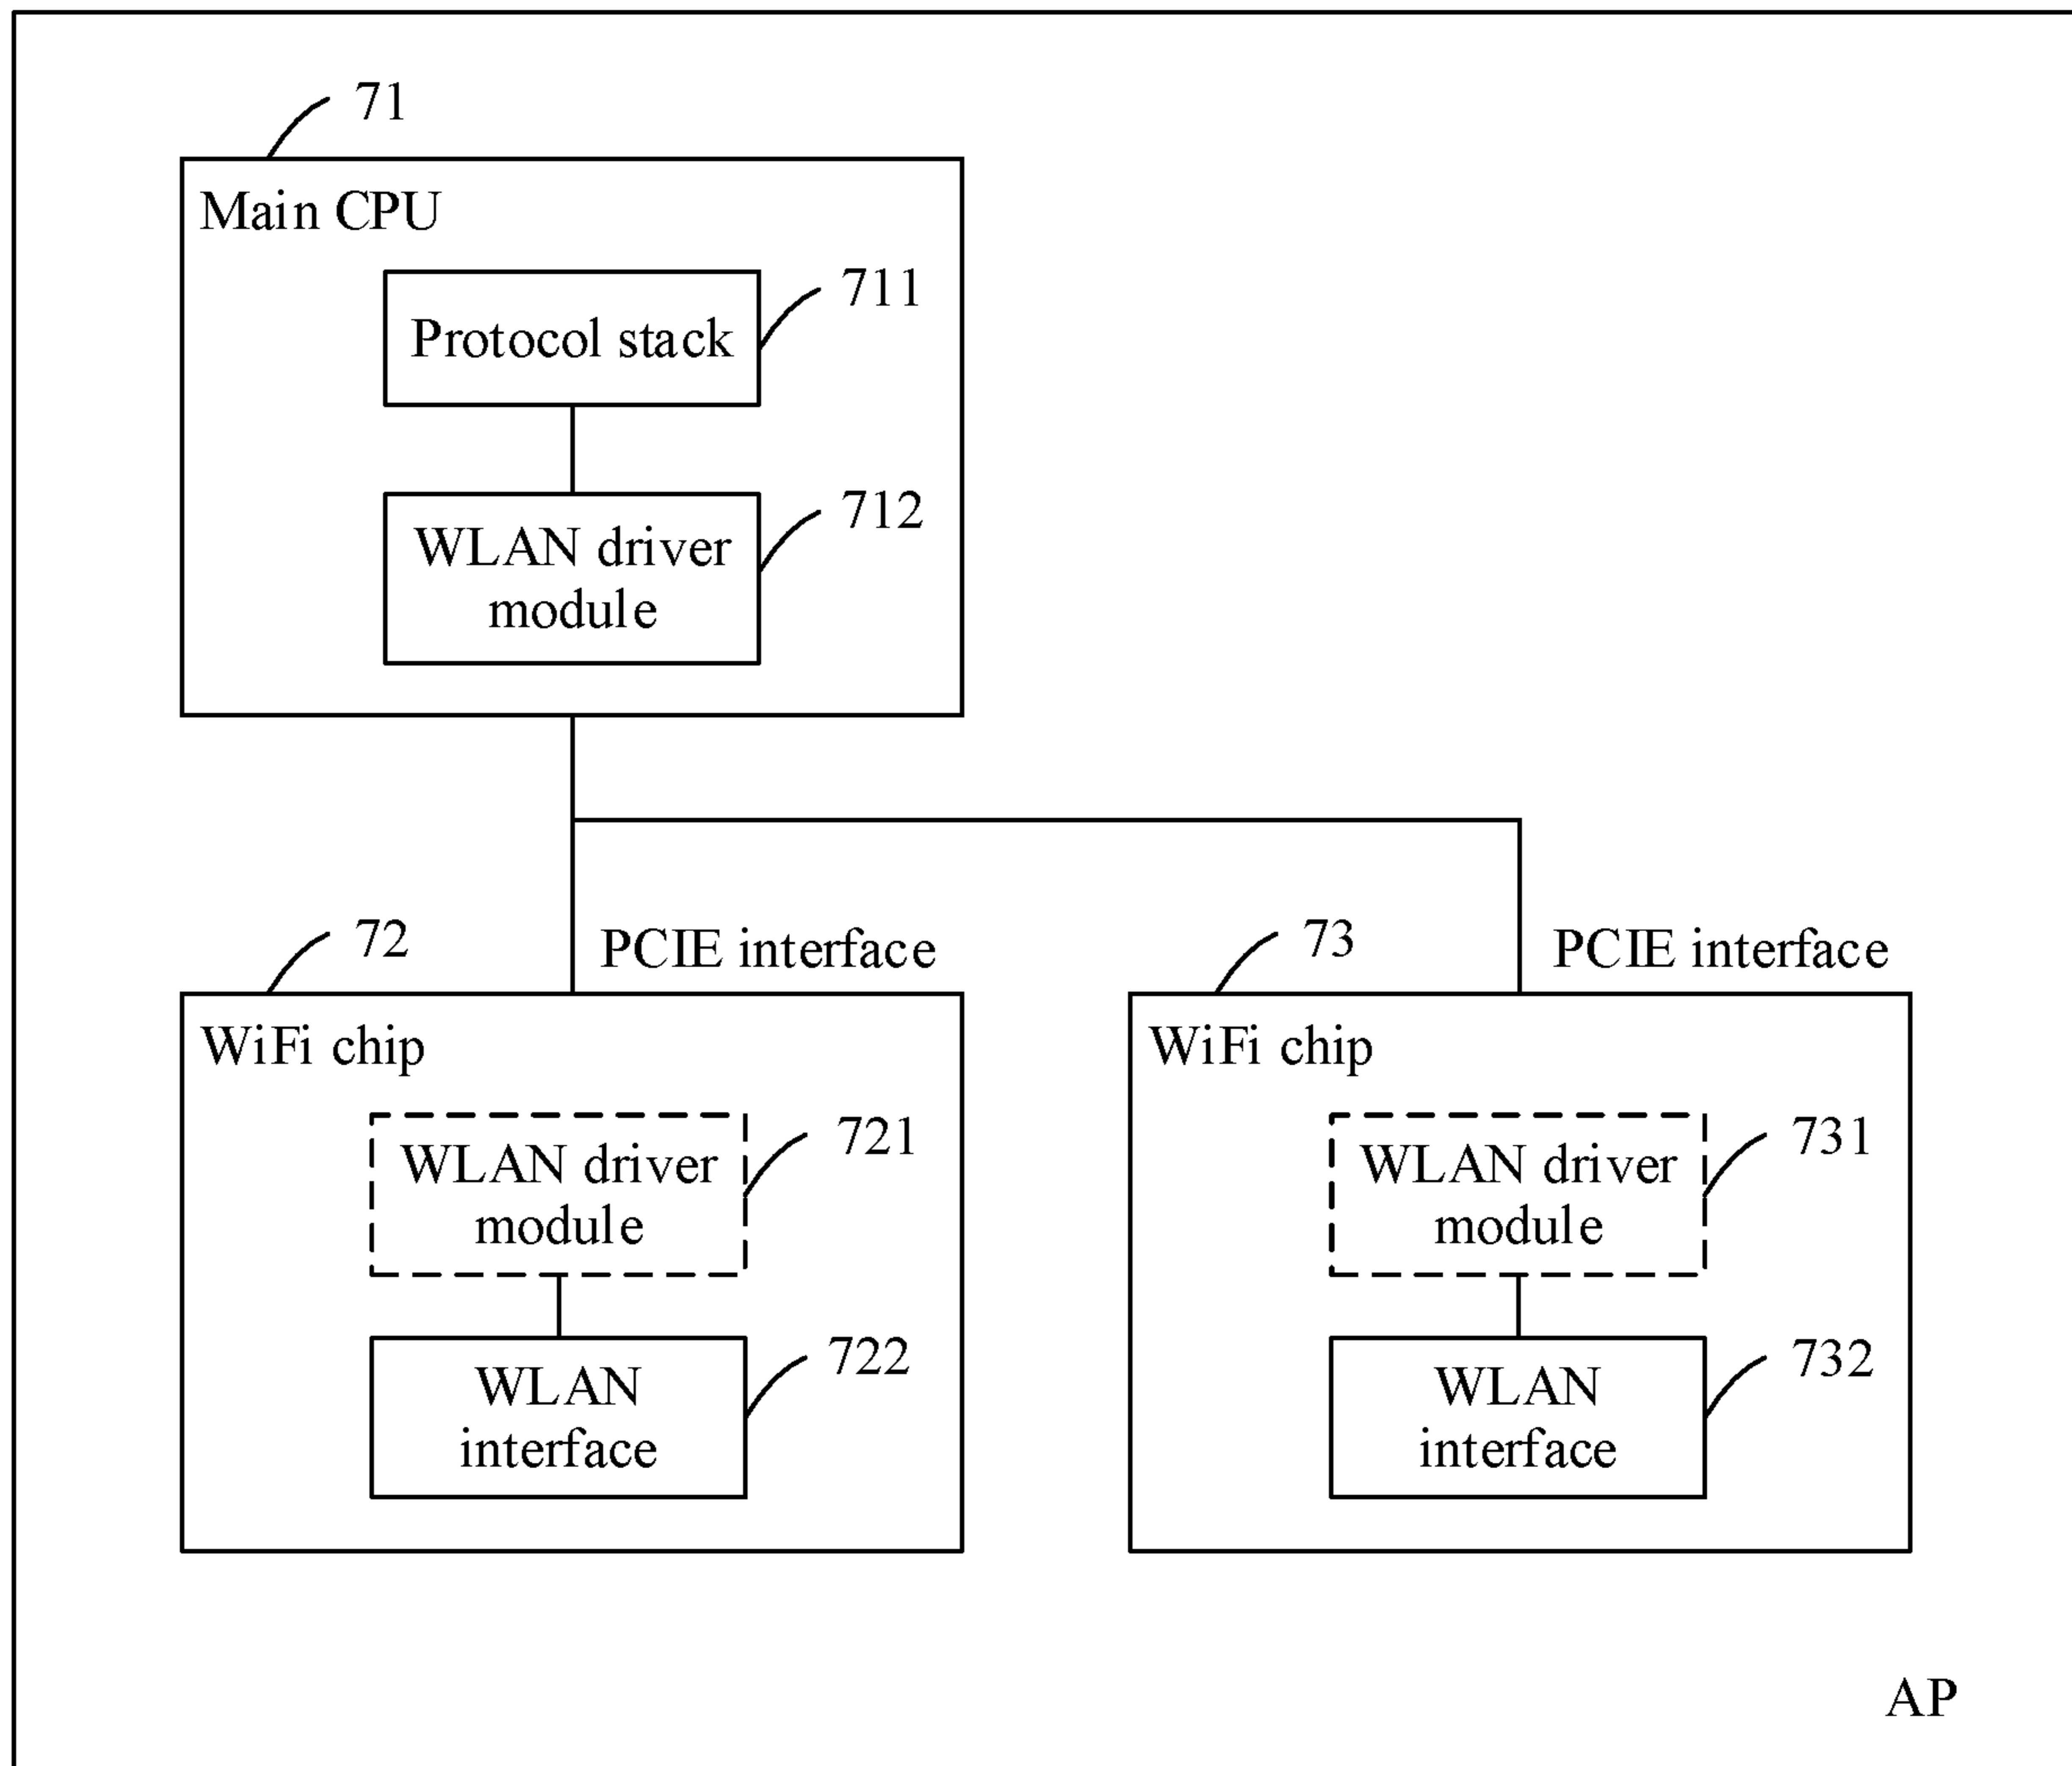 71
Main CPU
711
Protocol stack
712
WLAN driver
module
72
PCIE interface
73
PCIE interface
WiFi chip
WiFi chip
721
WLAN driver
module
731
WLAN driver
module
722
WLAN
interface
732
WLAN
interface
AP